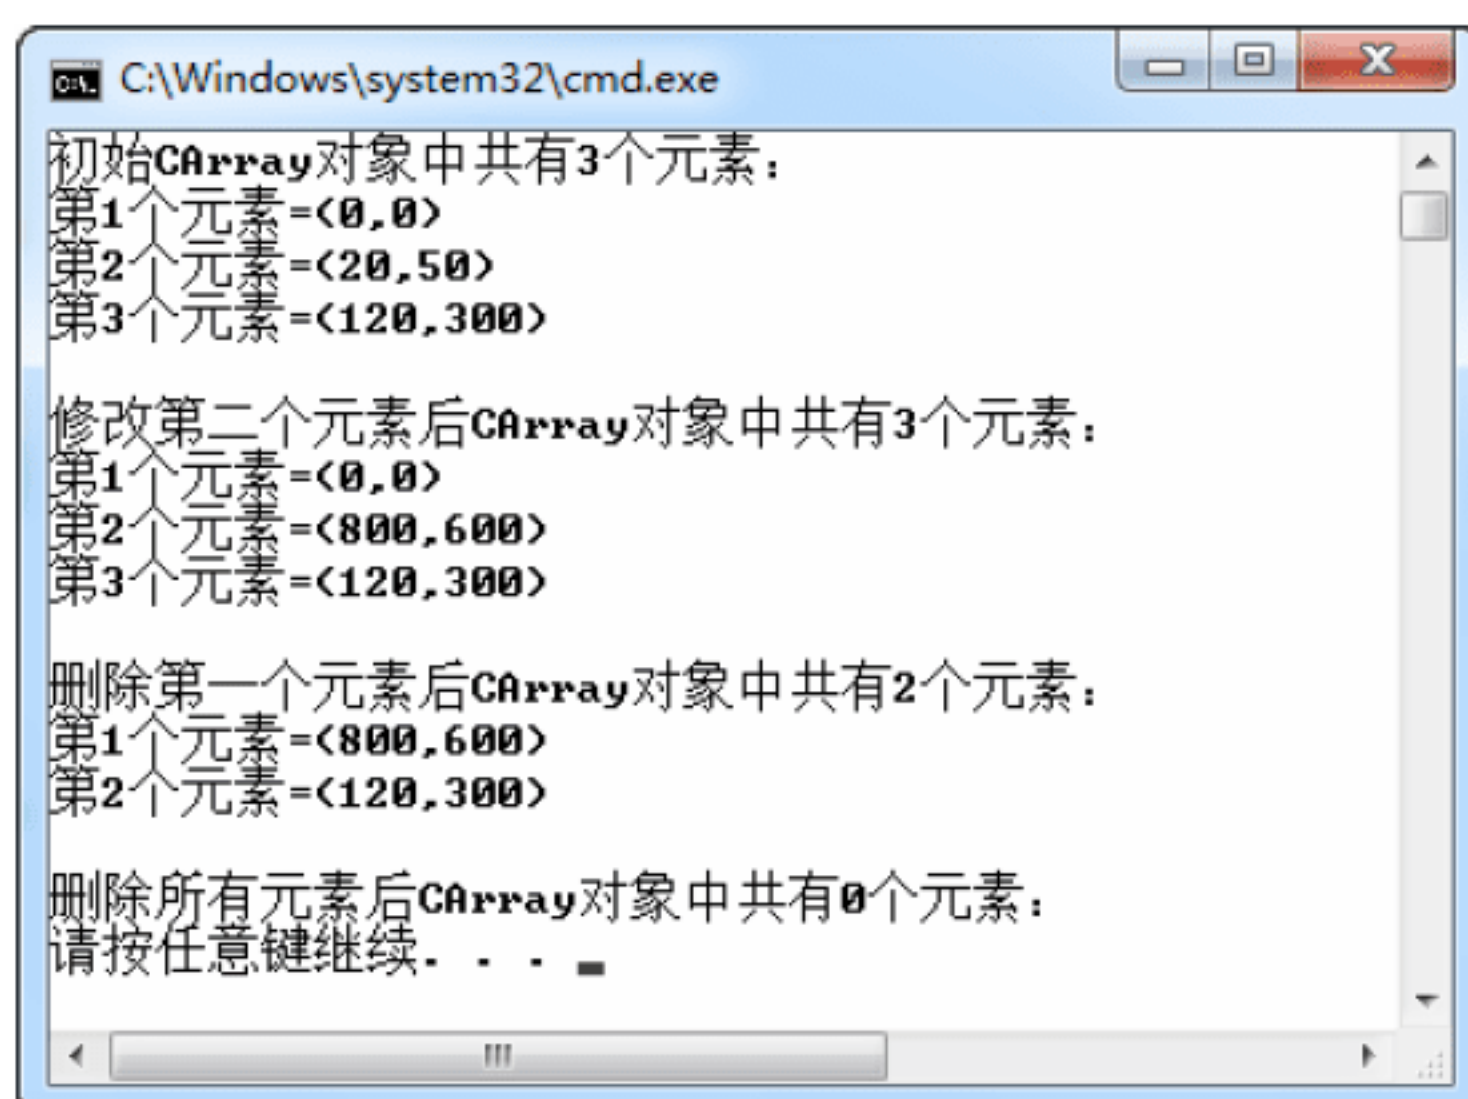 C:\Windows\system32\cmd.exe
初始CArray对象中共有3个元素:
第1个元素=(0,0)
第2个元素=(20,50)
第3个元素=(120,300)
修改第二个元素后CArray对象中共有3个元素:
第1个元素=(0,0)
第2个元素=(800,600)
第3个元素=(120,300)
删除第一个元素后CArray对象中共有2个元素:
第1个元素=(800,600)
第2个元素=(120,300)
删除所有元素后CArray对象中共有0个元素:
请按任意键继续. . .